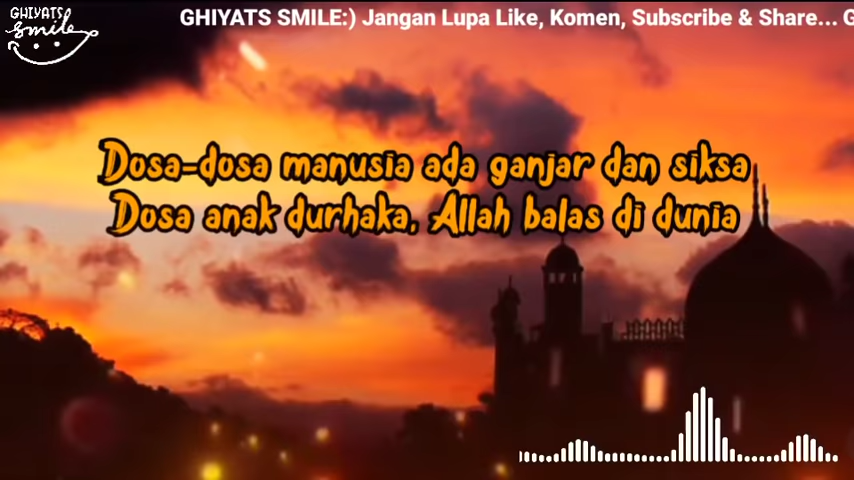 GHIYATS
smile
GHIYATS SMILE:) Jangan Lupa Like, Komen, Subscribe & Share... G
Dosa-dosa manusia ada ganjar dan siksa
Dosa anak durhaka, Allah balas di dunia